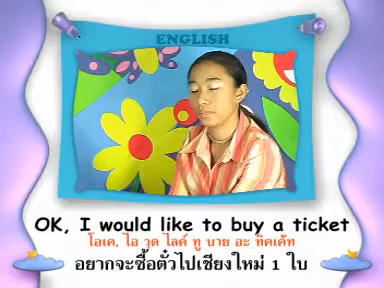 ENGLISH
OK, I would like to buy a ticket
โอเค, ไอ วุด ไลค์ ทู บาย อะ ทิคเค้ท
อยากจะซื้อตั๋วไปเชียงใหม่ 1 ใบ